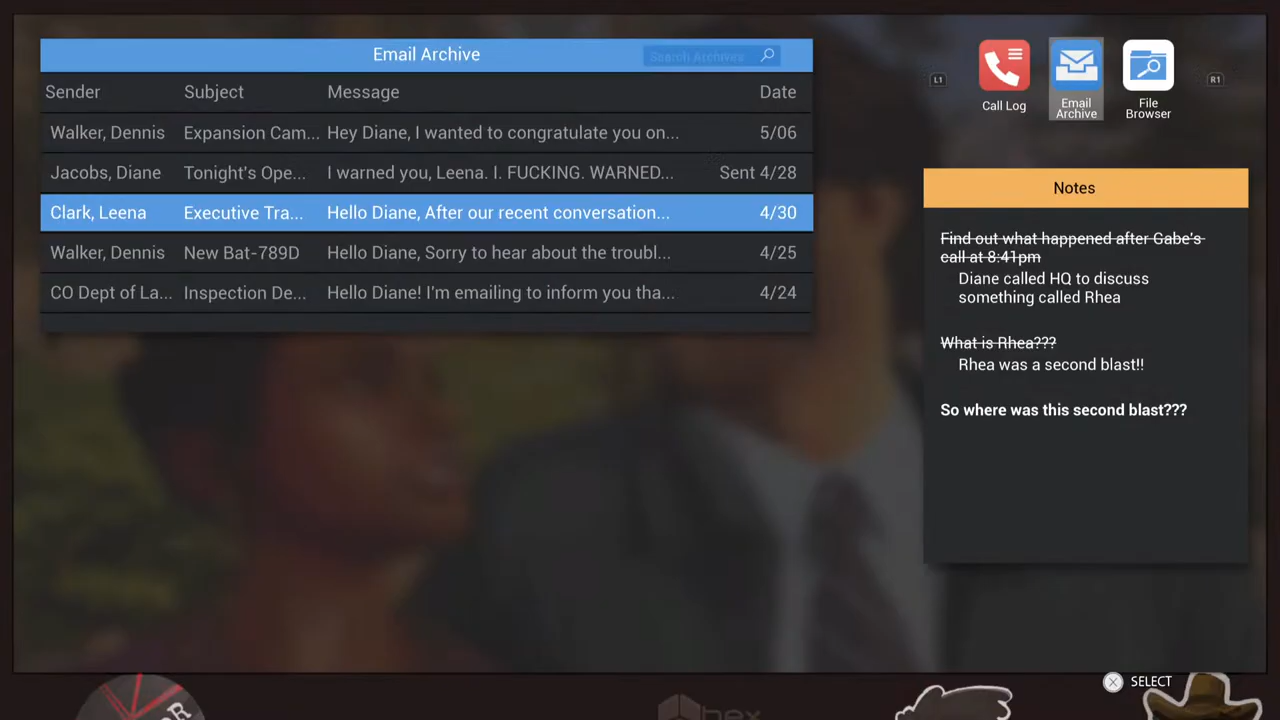 Email Archive
Search Archives
Sender Subject Message Date
Walker, Dennis Expansion Cam... Hey Diane, I wanted to congratulate you on... 5/06
Jacobs, Diane Tonight's Ope... I warned you, Leena. I. FUCKING. WARNED... Sent 4/28
Clark, Leena Executive Tra... Hello Diane, After our recent conversation... 4/30
Walker, Dennis New Bat-789D Hello Diane, Sorry to hear about the troubl... 4/25
CO Dept of La... Inspection De... Hello Diane! I'm emailing to inform you tha... 4/24
L1
Call Log
Email
Archive
File
Browser
R1
Notes
Find out what happened after Gabe's
call at 8:41pm
Diane called HQ to discuss
something called Rhea
What is Rhea???
Rhea was a second blast!!
So where was this second blast???
SELECT
hex